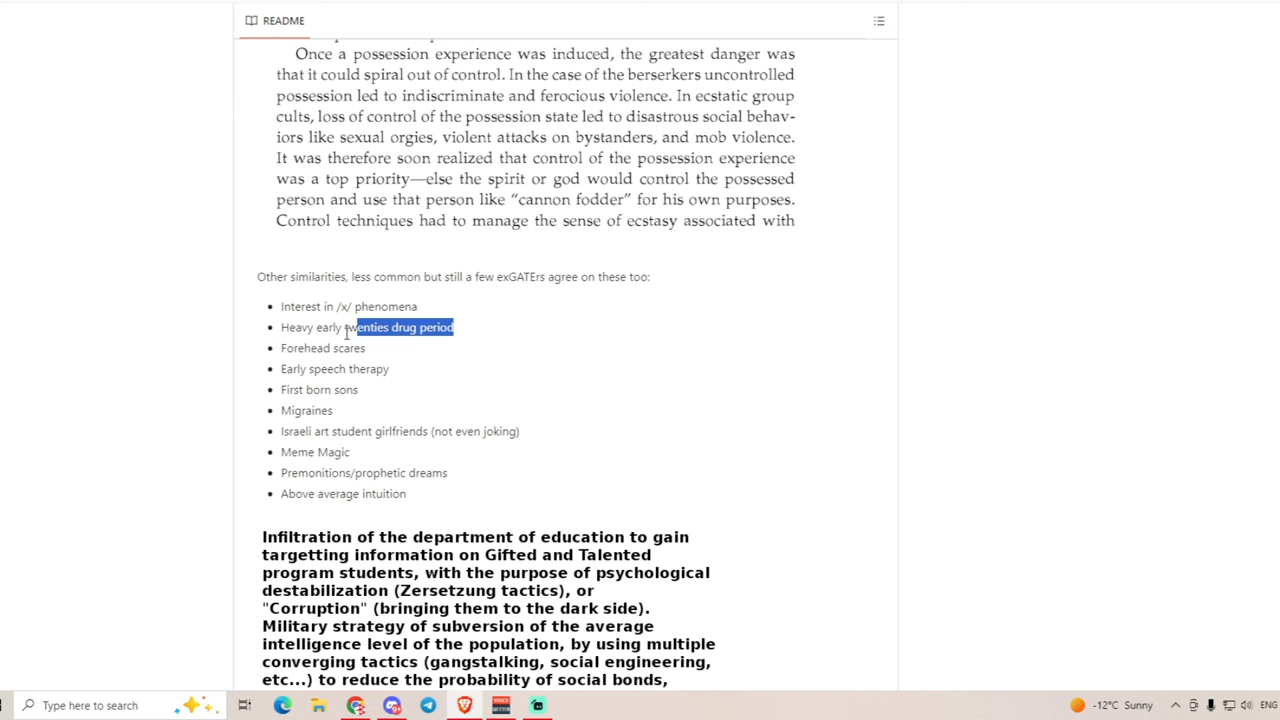 README
Once a possession experience was induced, the greatest danger was
that it could spiral out of control. In the case of the berserkers uncontrolled
possession led to indiscriminate and ferocious violence. In ecstatic group
cults, loss of control of the possession state led to disastrous social behav-
iors like sexual orgies, violent attacks on bystanders, and mob violence.
It was therefore soon realized that control of the possession experience
was a top priority—else the spirit or god would control the possessed
person and use that person like “cannon fodder” for his own purposes.
Control techniques had to manage the sense of ecstasy associated with
Other similarities, less common but still a few exGATErs agree on these too:
Interest in /x/ phenomena
Heavy early twenties drug period
Forehead scares
Early speech therapy
First born sons
Migraines
Israeli art student girlfriends (not even joking)
Meme Magic
Premonitions/prophetic dreams
Above average intuition
Infiltration of the department of education to gain
targetting information on Gifted and Talented
program students, with the purpose of psychological
destabilization (Zersetzung tactics), or
"Corruption" (bringing them to the dark side).
Military strategy of subversion of the average
intelligence level of the population, by using multiple
converging tactics (gangstalking, social engineering,
etc...) to reduce the probability of social bonds,
Type here to search
-12°C Sunny
ENG